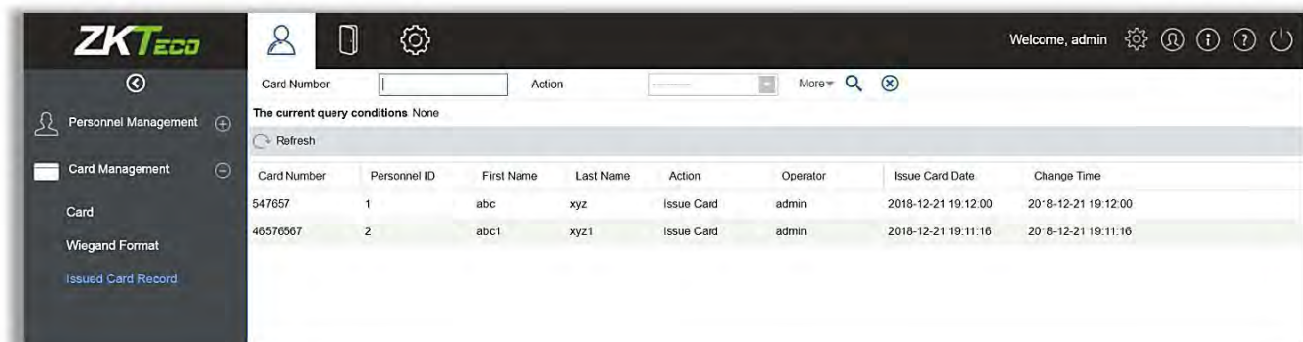 ZKTeco
Welcome, admin
Card Number Action --------- More
The current query conditions None
Refresh
Personnel Management
Card Management
Card
Wiegand Format
Issued Card Record
Card Number Personnel ID First Name Last Name Action Operator Issue Card Date Change Time
547657 1 abc xyz Issue Card admin 2018-12-21 19:12:00 2018-12-21 19:12:00
46576567 2 abc1 xyz1 Issue Card admin 2018-12-21 19:11:16 2018-12-21 19:11:16